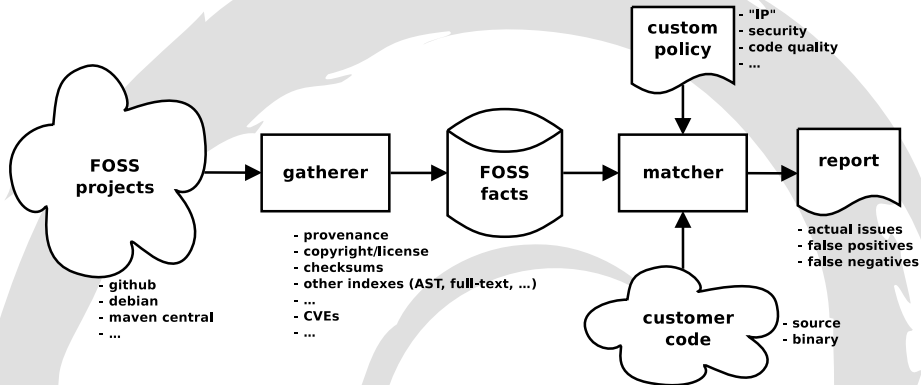 custom
policy
- "IP"
- security
- code quality
- ...
FOSS
projects
gatherer
FOSS
facts
matcher
report
- github
- debian
- maven central
- ...
- provenance
- copyright/license
- checksums
- other indexes (AST, full-text, ...)
- ...
- CVEs
- ...
customer
code
- source
- binary
- actual issues
- false positives
- false negatives